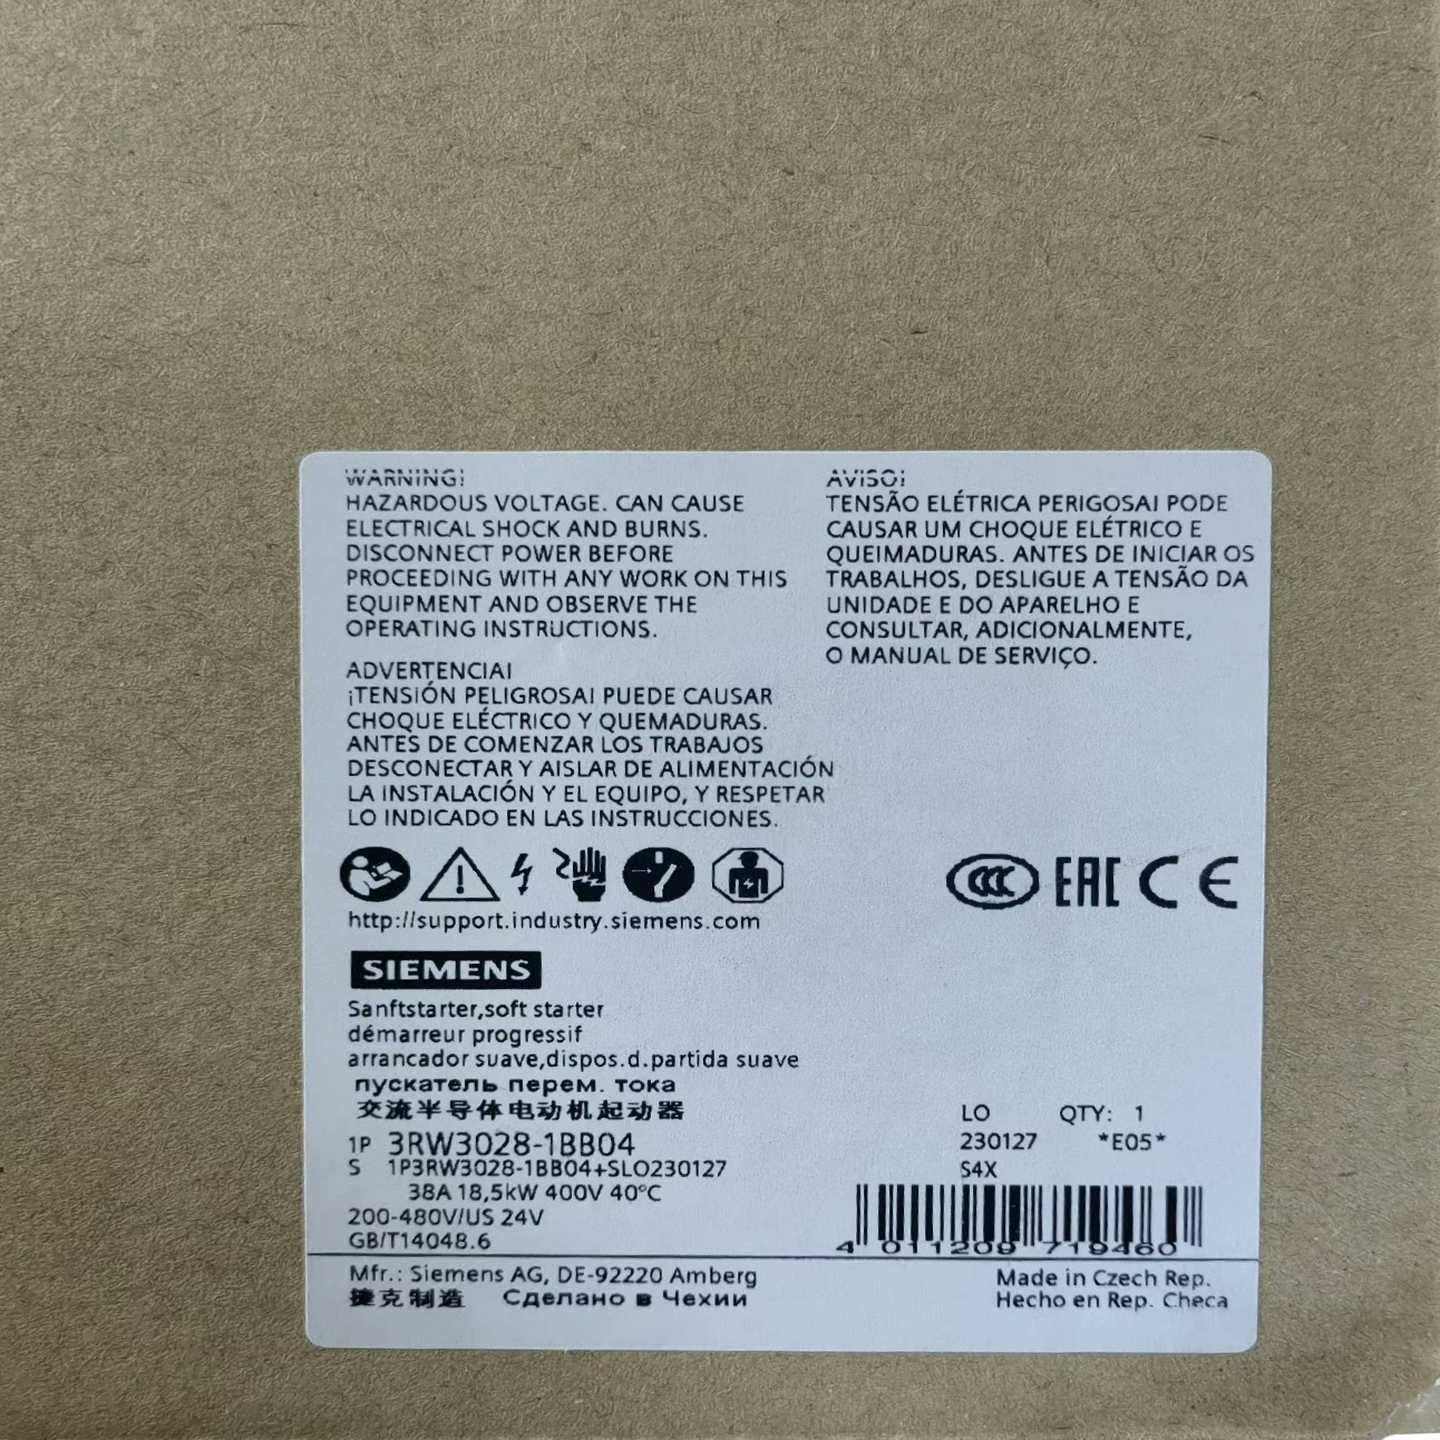 WARNING!
HAZARDOUS VOLTAGE. CAN CAUSE
ELECTRICAL SHOCK AND BURNS.
DISCONNECT POWER BEFORE
PROCEEDING WITH ANY WORK ON THIS
EQUIPMENT AND OBSERVE THE
OPERATING INSTRUCTIONS.
ADVERTENCIA!
¡TENSIÓN PELIGROSA! PUEDE CAUSAR
CHOQUE ELÉCTRICO Y QUEMADURAS.
ANTES DE COMENZAR LOS TRABAJOS
DESCONECTAR Y AISLAR DE ALIMENTACIÓN
LA INSTALACIÓN Y EL EQUIPO, Y RESPETAR
LO INDICADO EN LAS INSTRUCCIONES.
AVISO!
TENSÃO ELÉTRICA PERIGOSA! PODE
CAUSAR UM CHOQUE ELÉTRICO E
QUEIMADURAS. ANTES DE INICIAR OS
TRABALHOS, DESLIGUE A TENSÃO DA
UNIDADE E DO APARELHO E
CONSULTAR, ADICIONALMENTE,
O MANUAL DE SERVIÇO.
CCC EAC CE
http://support.industry.siemens.com
SIEMENS
Sanftstarter,soft starter
démarreur progressif
arrancador suave,dispos.d.partida suave
пускатель перем. тока
交流半导体电动机起动器
1P 3RW3028-1BB04
S 1P3RW3028-1BB04+SLO230127
38A 18,5kW 400V 40°C
200-480V/US 24V
GB/T14048.6
LO QTY: 1
230127 *E05*
S4X
4 011209 719460
Mfr.: Siemens AG, DE-92220 Amberg
捷克制造 Сделано в Чехии
Made in Czech Rep.
Hecho en Rep. Checa